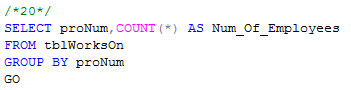 /*20*/
SELECT proNum,COUNT(*) AS Num_Of_Employees
FROM tblWorksOn
GROUP BY proNum
GO